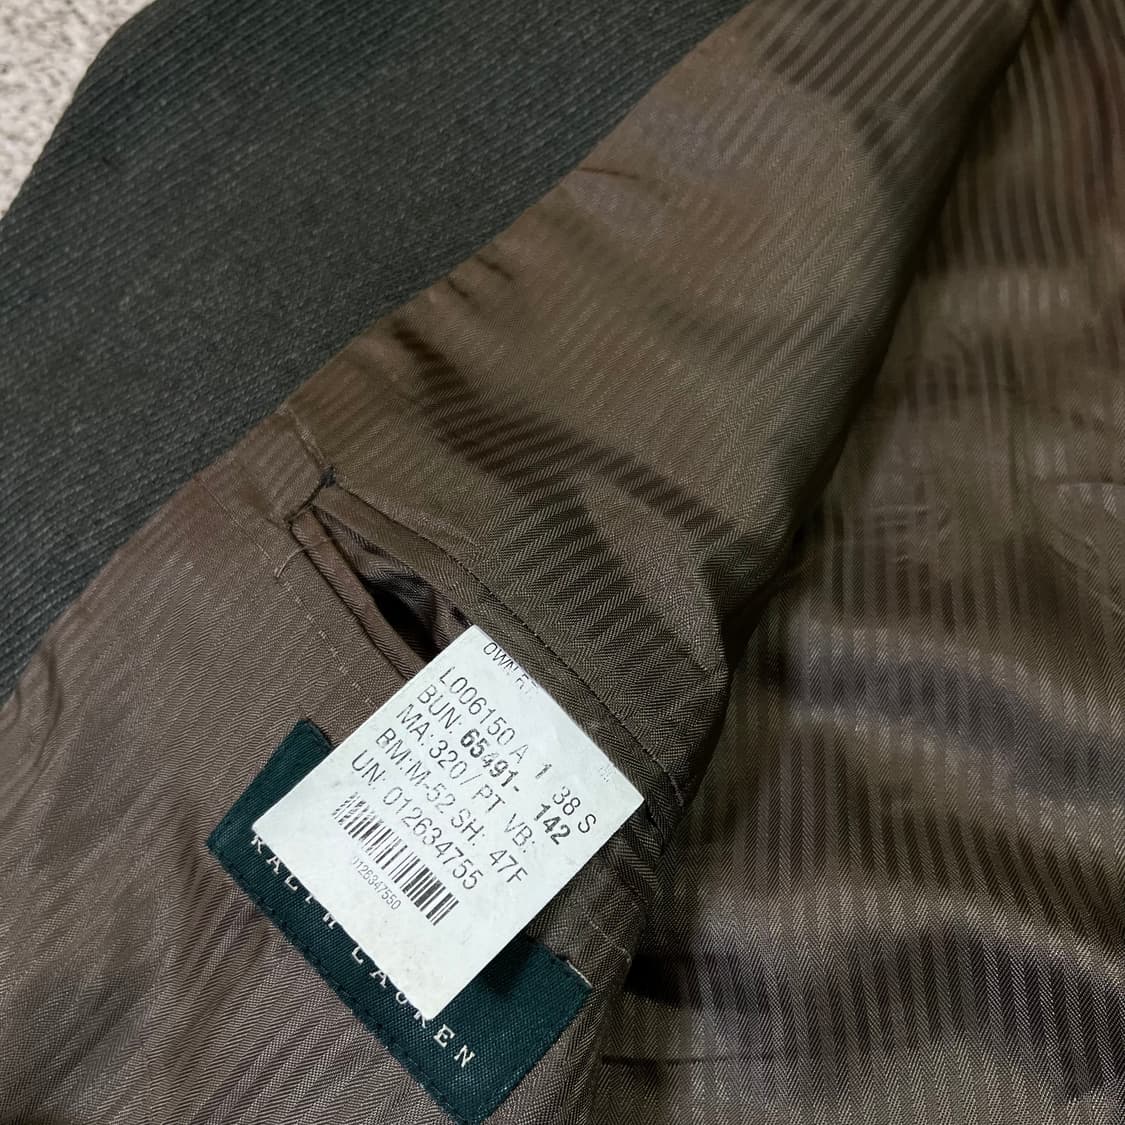 L006150 A 1 38 S
BUN: 65491- 142
MA: 320/ PT VB:
BM: M-52 SH: 47F
UN: 012634755
0126347550
RALPH LAUREN